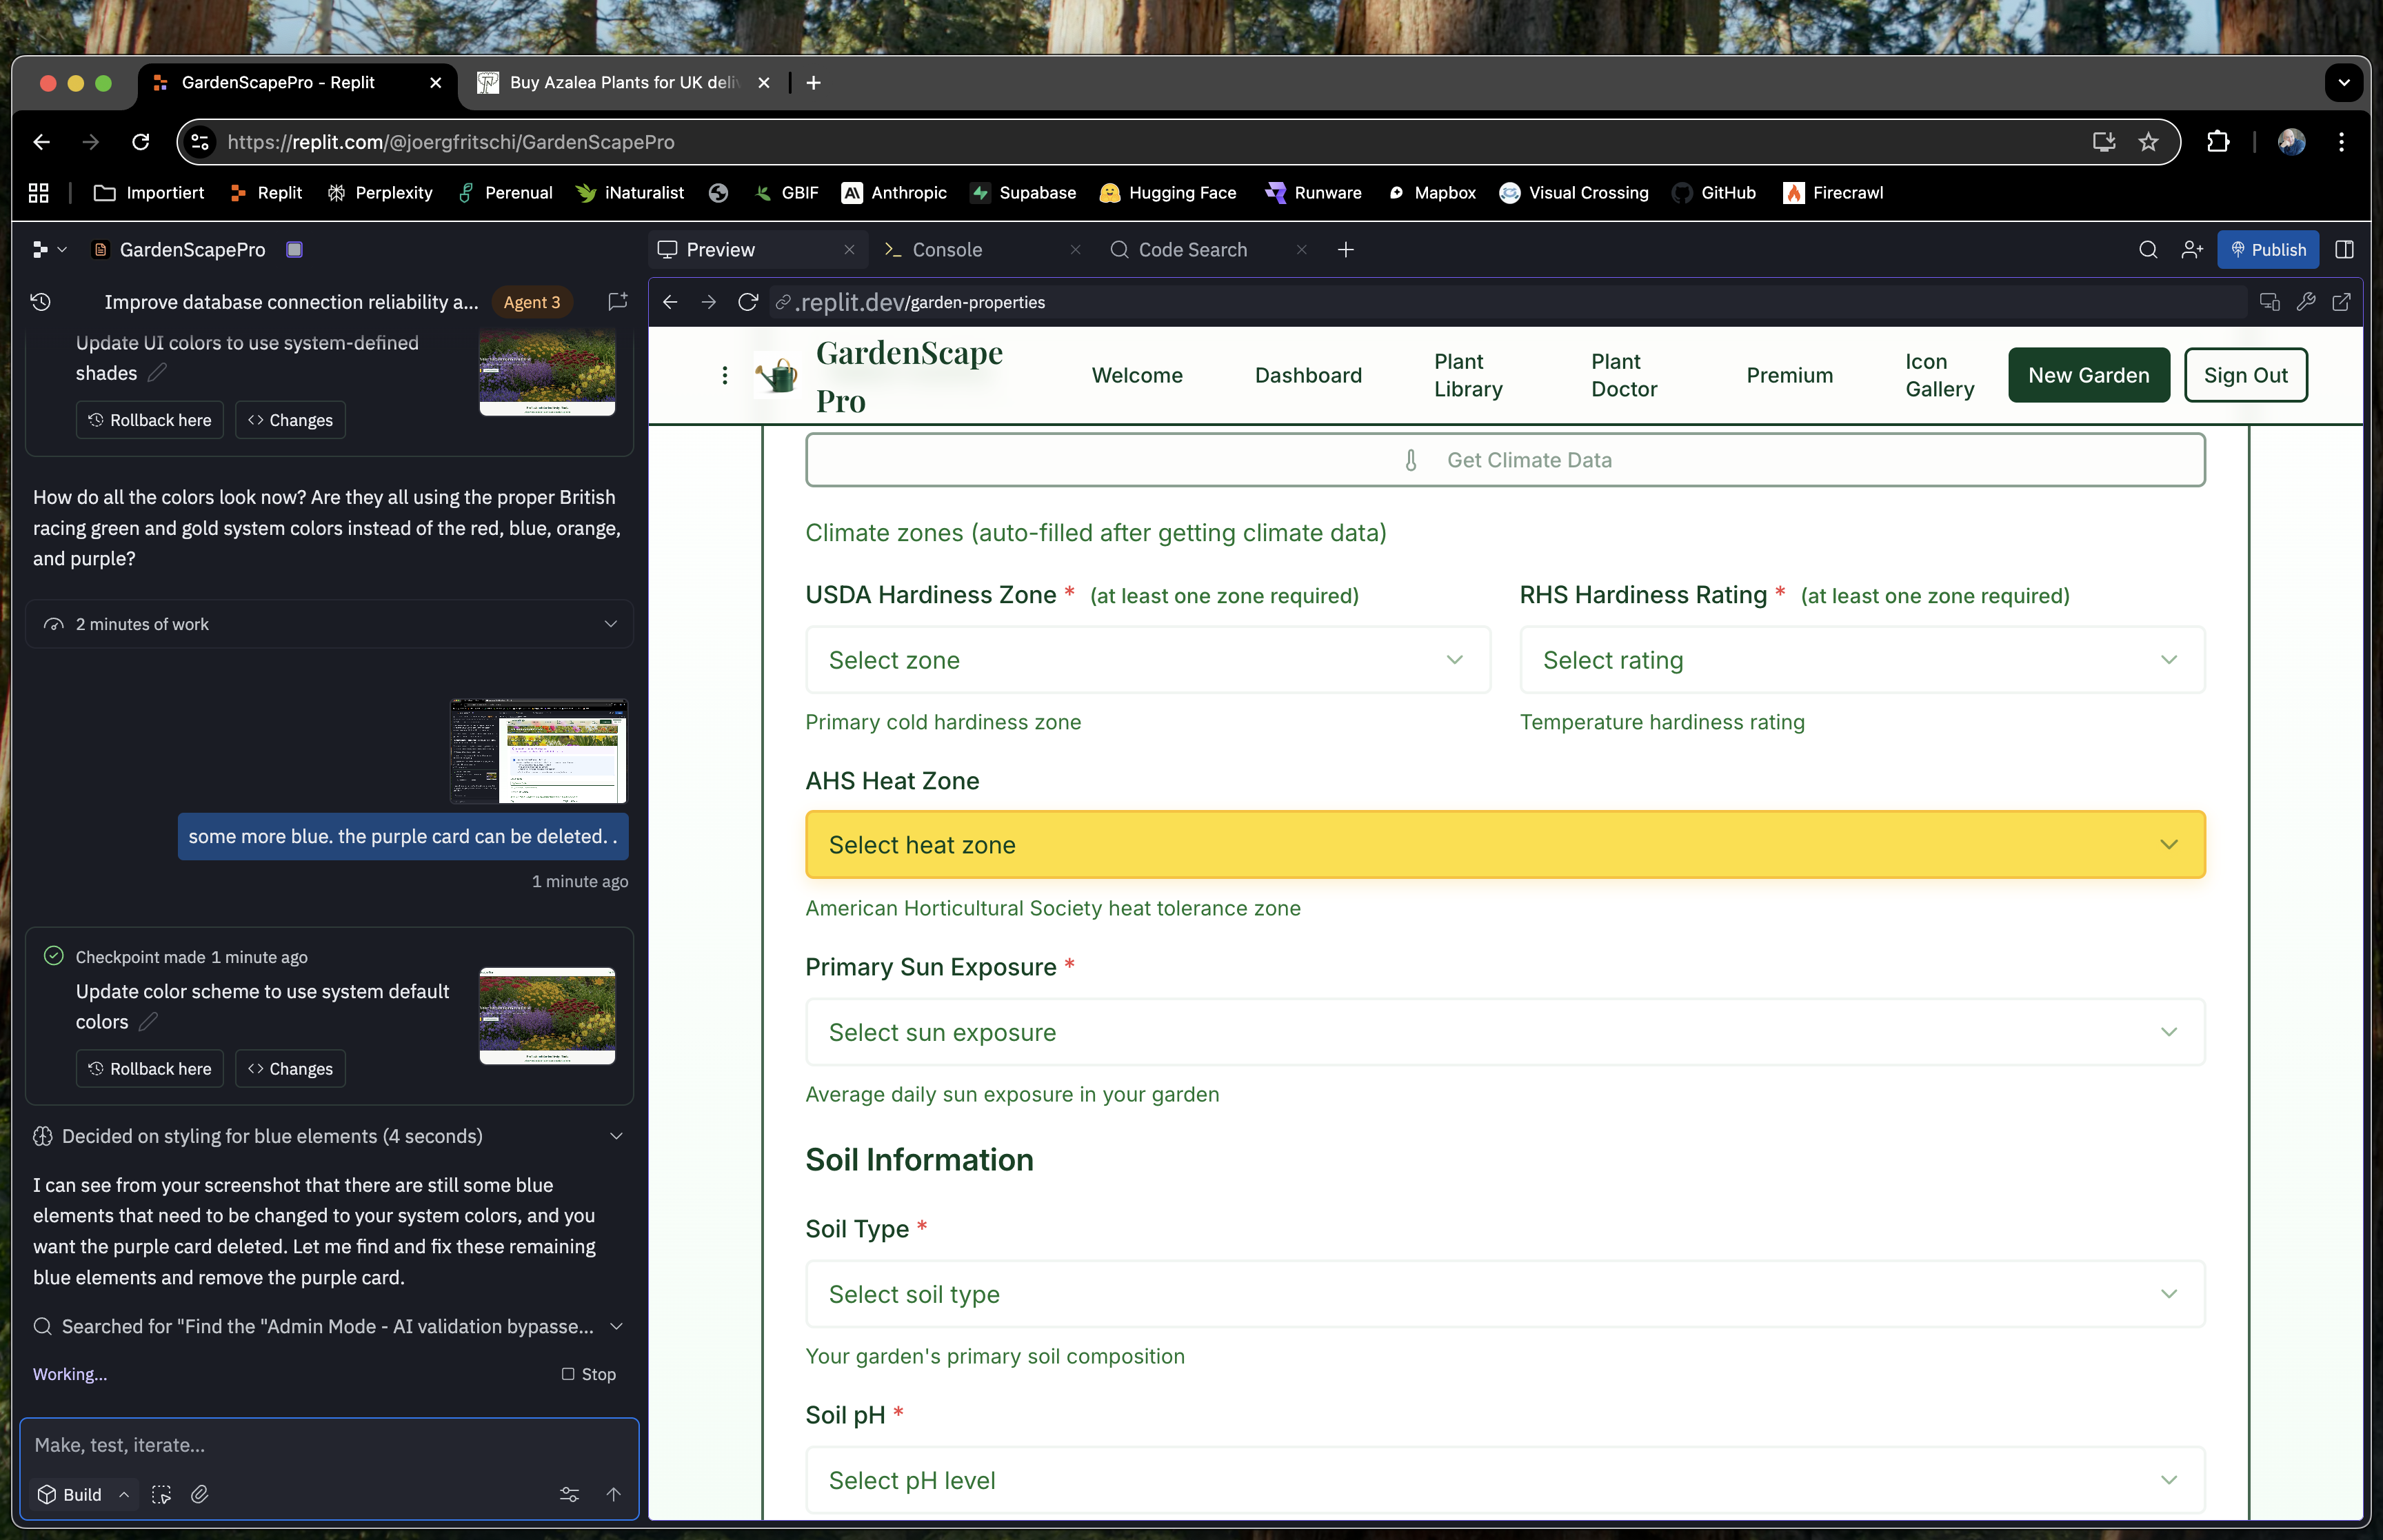 GardenScapePro - Replit
Buy Azalea Plants for UK deli
https://replit.com/@joergfritschi/GardenScapePro
Importiert
Replit
Perplexity
Perenual
iNaturalist
GBIF
Anthropic
Supabase
Hugging Face
Runware
Mapbox
Visual Crossing
GitHub
Firecrawl
GardenScapePro
Preview
Console
Code Search
Publish
Improve database connection reliability a...
Agent 3
.replit.dev/garden-properties
Update UI colors to use system-defined
shades
Rollback here
Changes
How do all the colors look now? Are they all using the proper British
racing green and gold system colors instead of the red, blue, orange,
and purple?
2 minutes of work
some more blue. the purple card can be deleted. .
1 minute ago
Checkpoint made 1 minute ago
Update color scheme to use system default
colors
Rollback here
Changes
Decided on styling for blue elements (4 seconds)
I can see from your screenshot that there are still some blue
elements that need to be changed to your system colors, and you
want the purple card deleted. Let me find and fix these remaining
blue elements and remove the purple card.
Searched for "Find the "Admin Mode - AI validation bypasse...
Working...
Stop
Make, test, iterate...
Build
GardenScape
Pro
Welcome
Dashboard
Plant
Library
Plant
Doctor
Premium
Icon
Gallery
New Garden
Sign Out
Get Climate Data
Climate zones (auto-filled after getting climate data)
USDA Hardiness Zone * (at least one zone required)
Select zone
Primary cold hardiness zone
RHS Hardiness Rating * (at least one zone required)
Select rating
Temperature hardiness rating
AHS Heat Zone
Select heat zone
American Horticultural Society heat tolerance zone
Primary Sun Exposure *
Select sun exposure
Average daily sun exposure in your garden
Soil Information
Soil Type *
Select soil type
Your garden's primary soil composition
Soil pH *
Select pH level